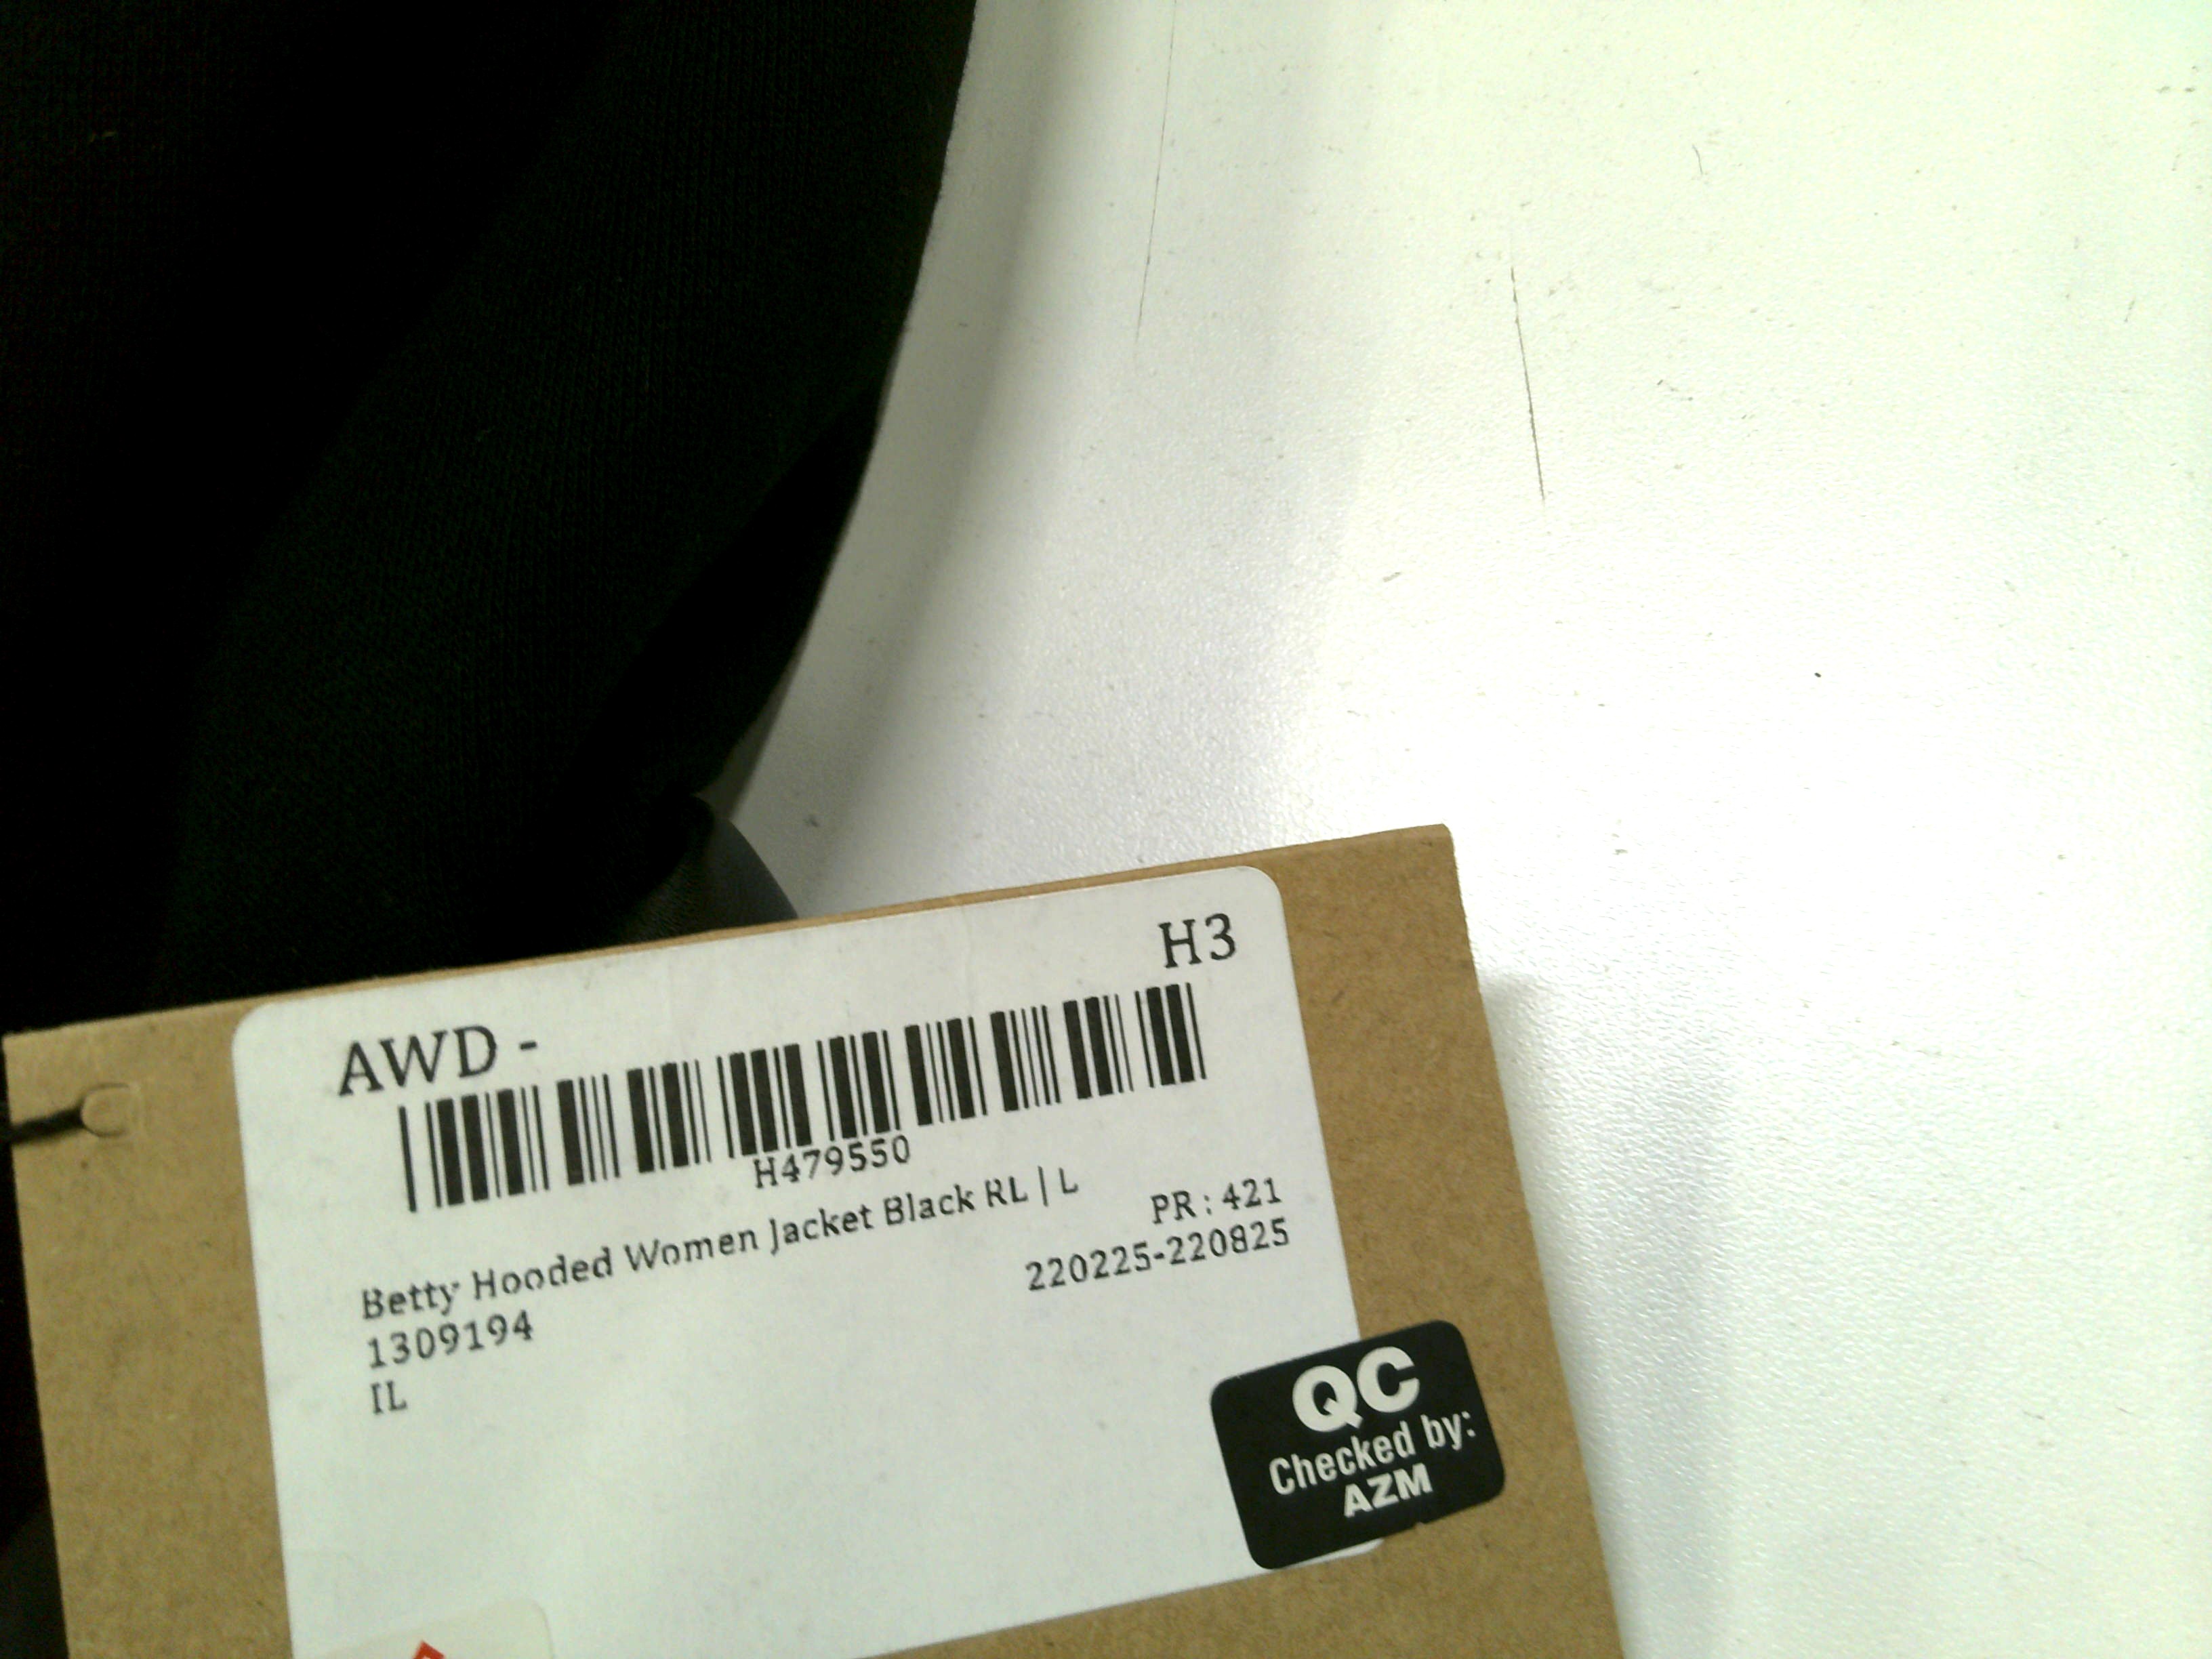 AWD -
H3
H479550
Betty Hooded Women Jacket Black RL | L
PR : 421
1309194
220225-220825
IL
QC
Checked by:
AZM